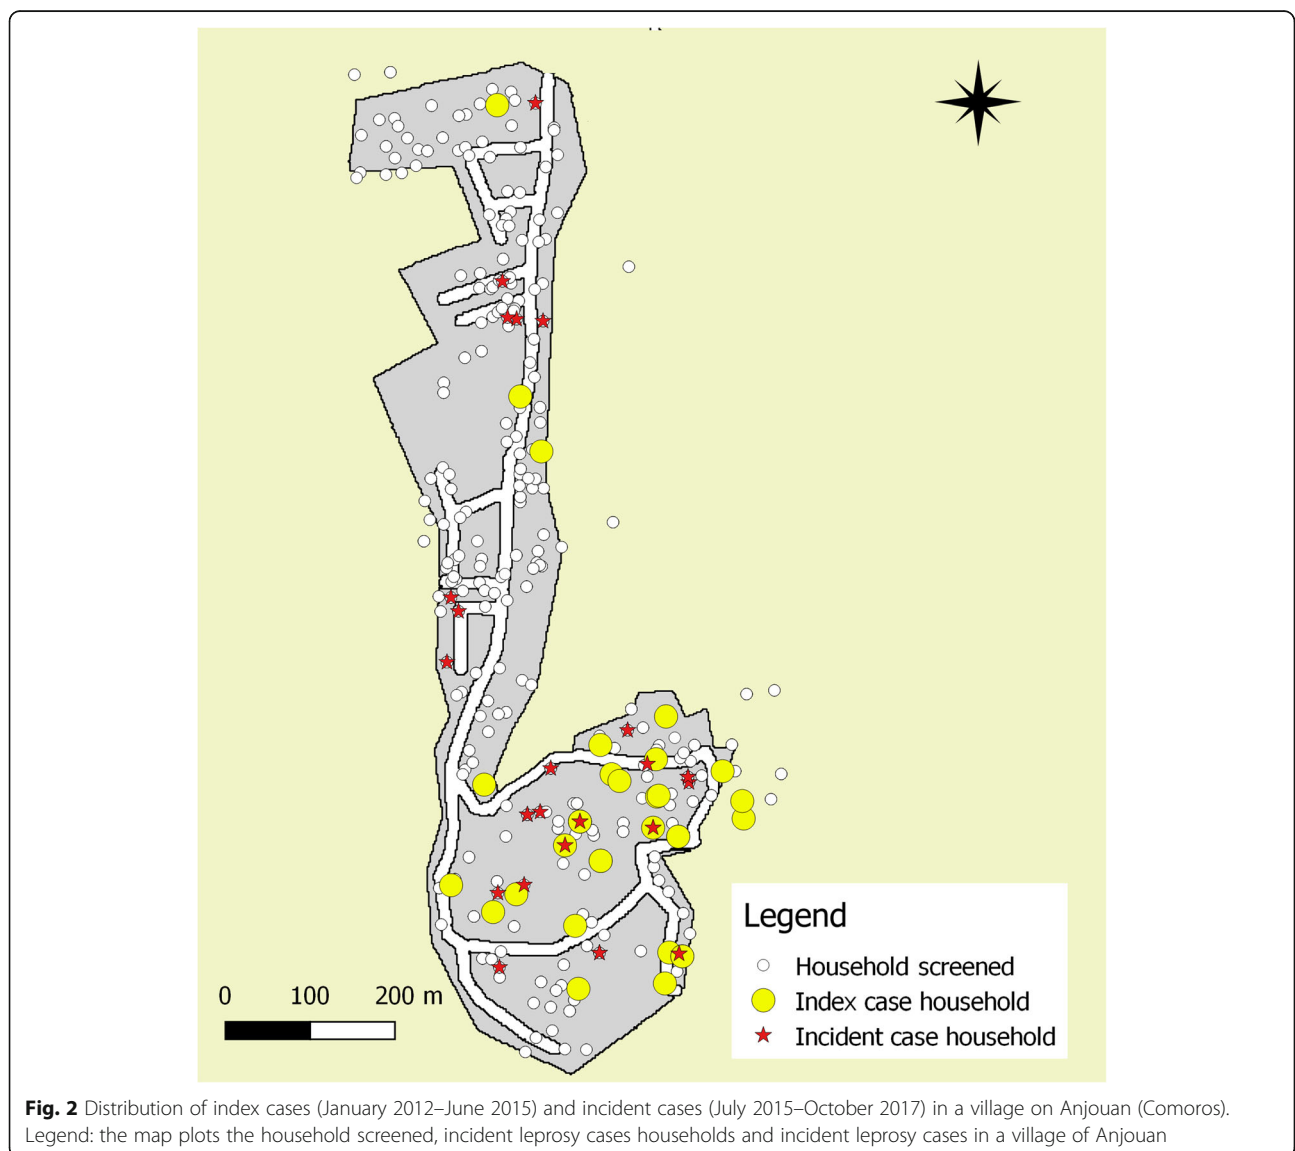 Legend
Household screened
Index case household
Incident case household
0 100 200 m
Fig. 2 Distribution of index cases (January 2012–June 2015) and incident cases (July 2015–October 2017) in a village on Anjouan (Comoros).
Legend: the map plots the household screened, incident leprosy cases households and incident leprosy cases in a village of Anjouan